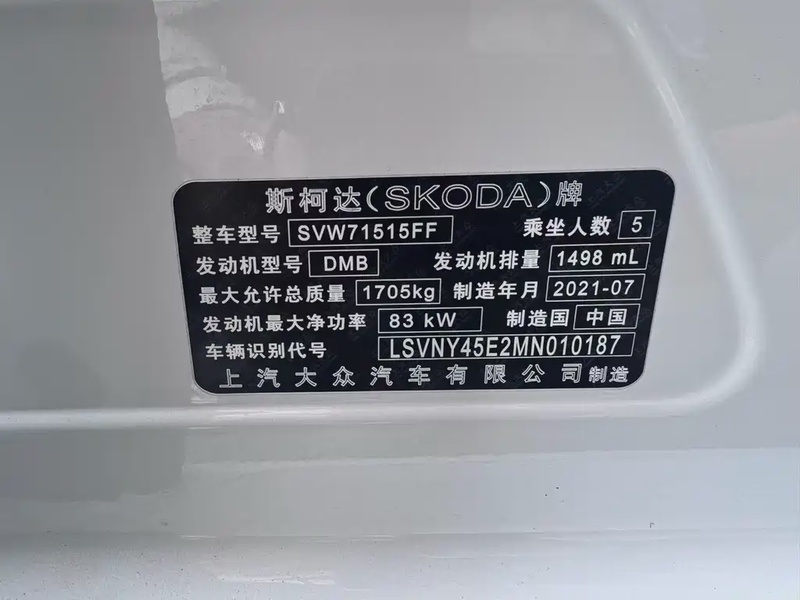 斯柯达(SKODA)牌
整车型号 SVW71515FF 乘坐人数 5
发动机型号 DMB 发动机排量 1498 mL
最大允许总质量 1705kg 制造年月 2021-07
发动机最大净功率 83 kW 制造国 中国
车辆识别代号 LSVNY45E2MN010187
上汽大众汽车有限公司制造